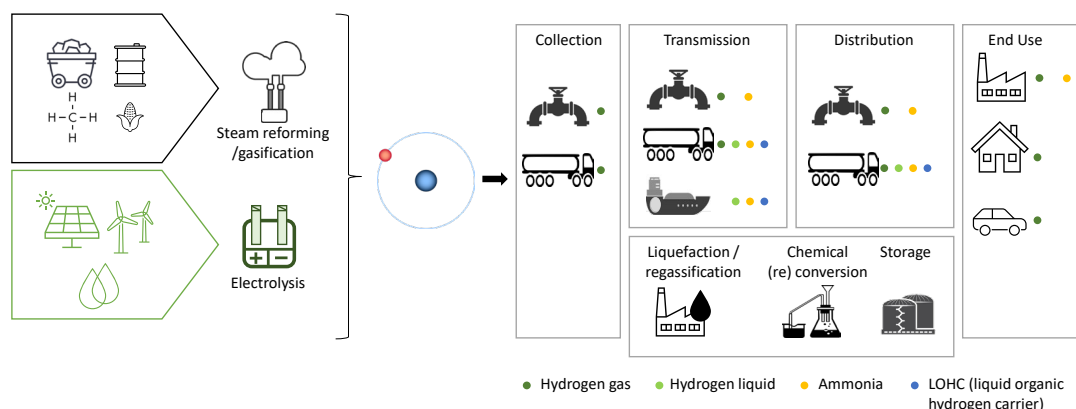 Collection
Transmission
Distribution
End Use
H
H-C-H
H
Steam reforming
/gasification
Electrolysis
Liquefaction /
regassification
Chemical
(re) conversion
Storage
Hydrogen gas
Hydrogen liquid
Ammonia
LOHC (liquid organic
hydrogen carrier)